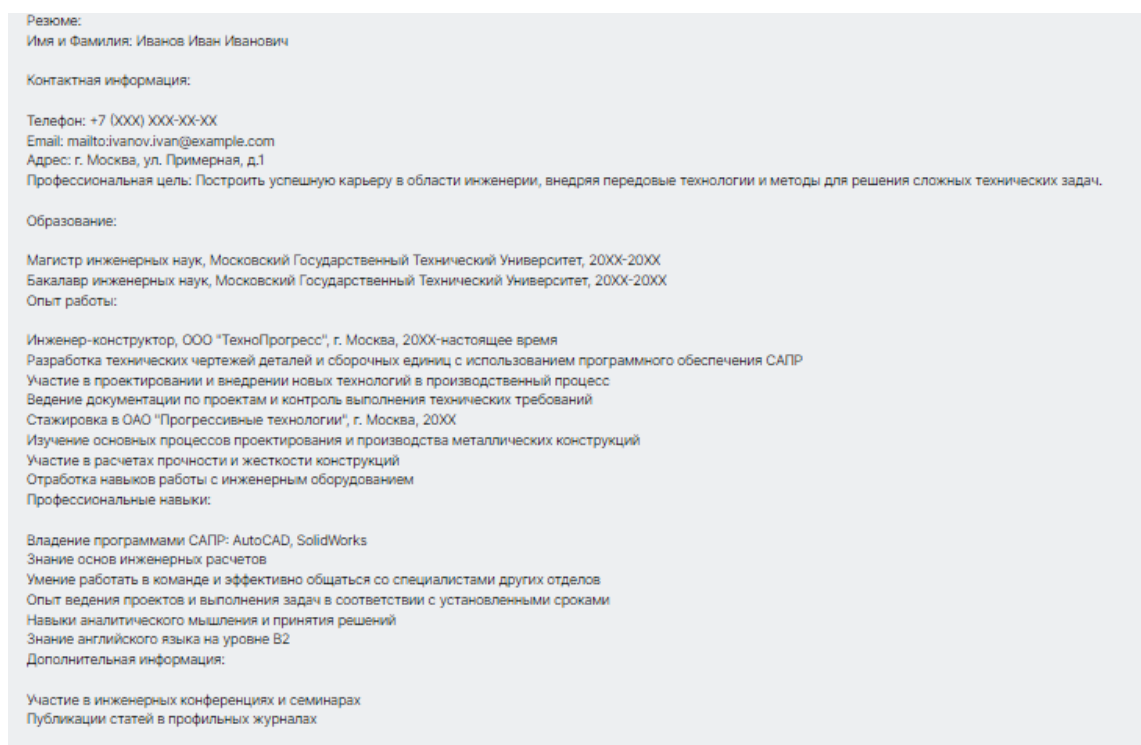 Резюме:
Имя и Фамилия: Иванов Иван Иванович
Контактная информация:
Телефон: +7 (XXX) XXX-XX-XX
Email: mailto:ivanov.ivan@example.com
Адрес: г. Москва, ул. Примерная, д.1
Профессиональная цель: Построить успешную карьеру в области инженерии, внедряя передовые технологии и методы для решения сложных технических задач.
Образование:
Магистр инженерных наук, Московский Государственный Технический Университет, 20XX-20XX
Бакалавр инженерных наук, Московский Государственный Технический Университет, 20XX-20XX
Опыт работы:
Инженер-конструктор, ООО "ТехноПрогресс", г. Москва, 20XX-настоящее время
Разработка технических чертежей деталей и сборочных единиц с использованием программного обеспечения САПР
Участие в проектировании и внедрении новых технологий в производственный процесс
Ведение документации по проектам и контроль выполнения технических требований
Стажировка в ОАО "Прогрессивные технологии", г. Москва, 20XX
Изучение основных процессов проектирования и производства металлических конструкций
Участие в расчетах прочности и жесткости конструкций
Отработка навыков работы с инженерным оборудованием
Профессиональные навыки:
Владение программами САПР: AutoCAD, SolidWorks
Знание основ инженерных расчетов
Умение работать в команде и эффективно общаться со специалистами других отделов
Опыт ведения проектов и выполнения задач в соответствии с установленными сроками
Навыки аналитического мышления и принятия решений
Знание английского языка на уровне B2
Дополнительная информация:
Участие в инженерных конференциях и семинарах
Публикации статей в профильных журналах